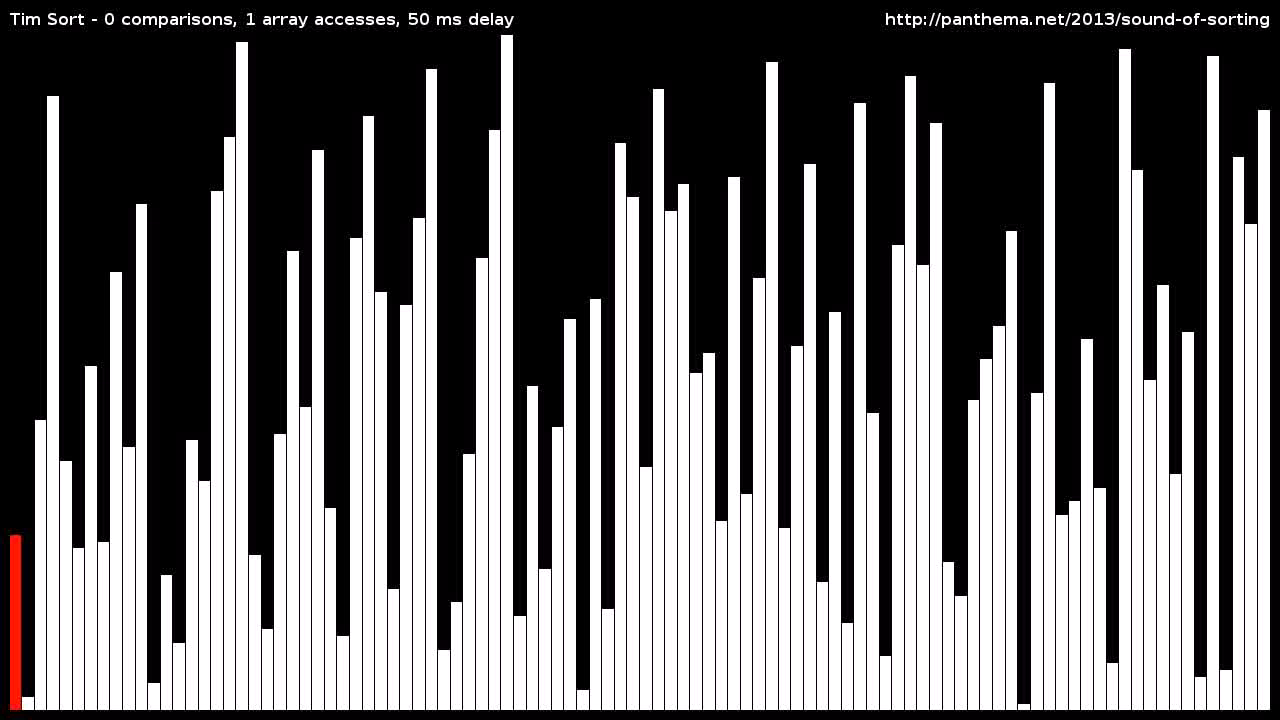 Tim Sort - 0 comparisons, 1 array accesses, 50 ms delay
http://panthema.net/2013/sound-of-sorting